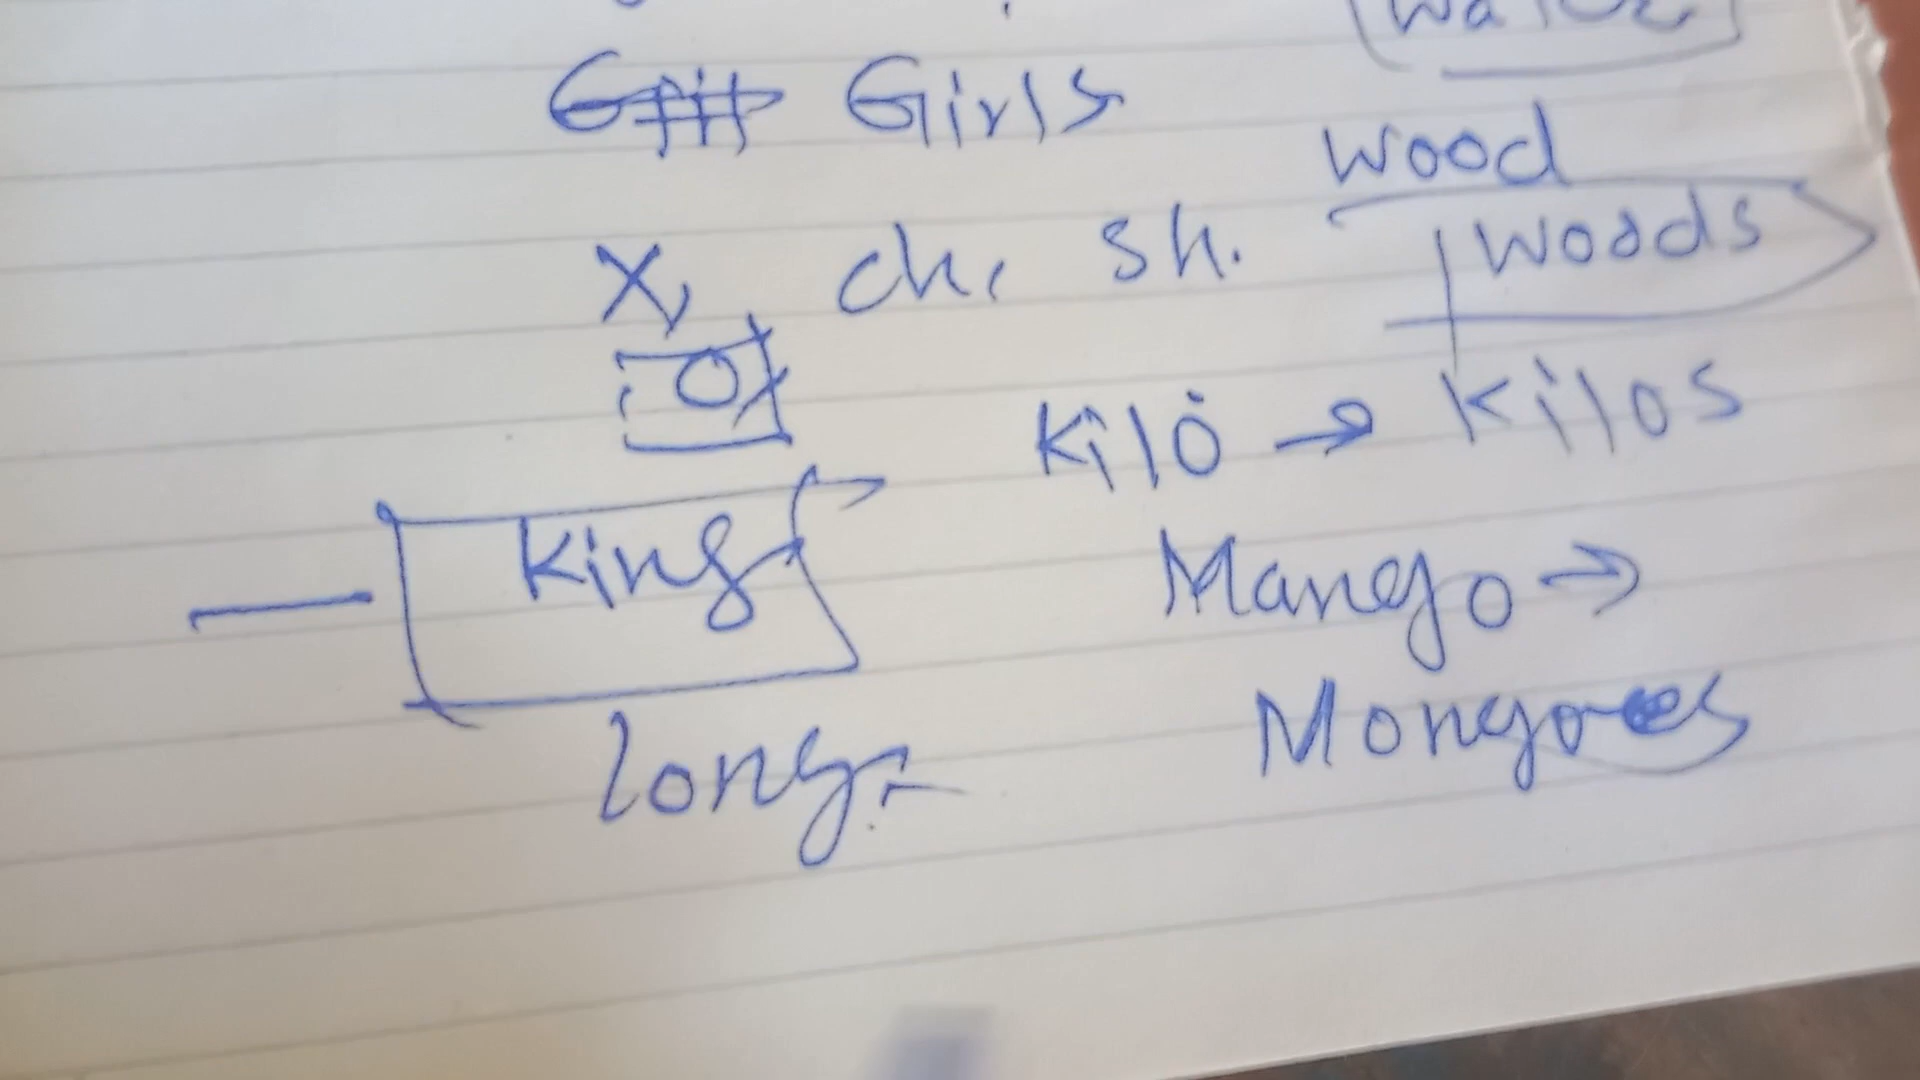 Girls
wood
x, ch, sh.
woods
O
Kilo → Kilos
King
Mango →
Mongoes
long